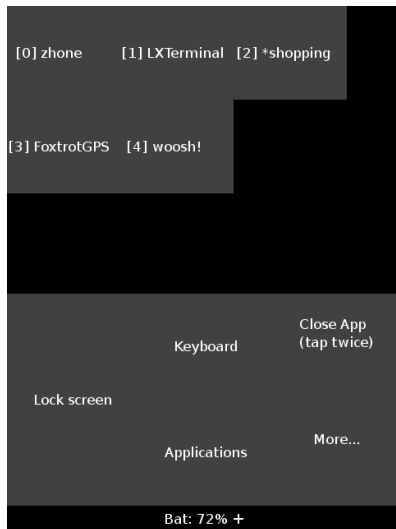 [0] zhone [1] LXTerminal [2] *shopping
[3] FoxtrotGPS [4] woosh!
Close App
(tap twice)
Keyboard
Lock screen
More...
Applications
Bat: 72% +